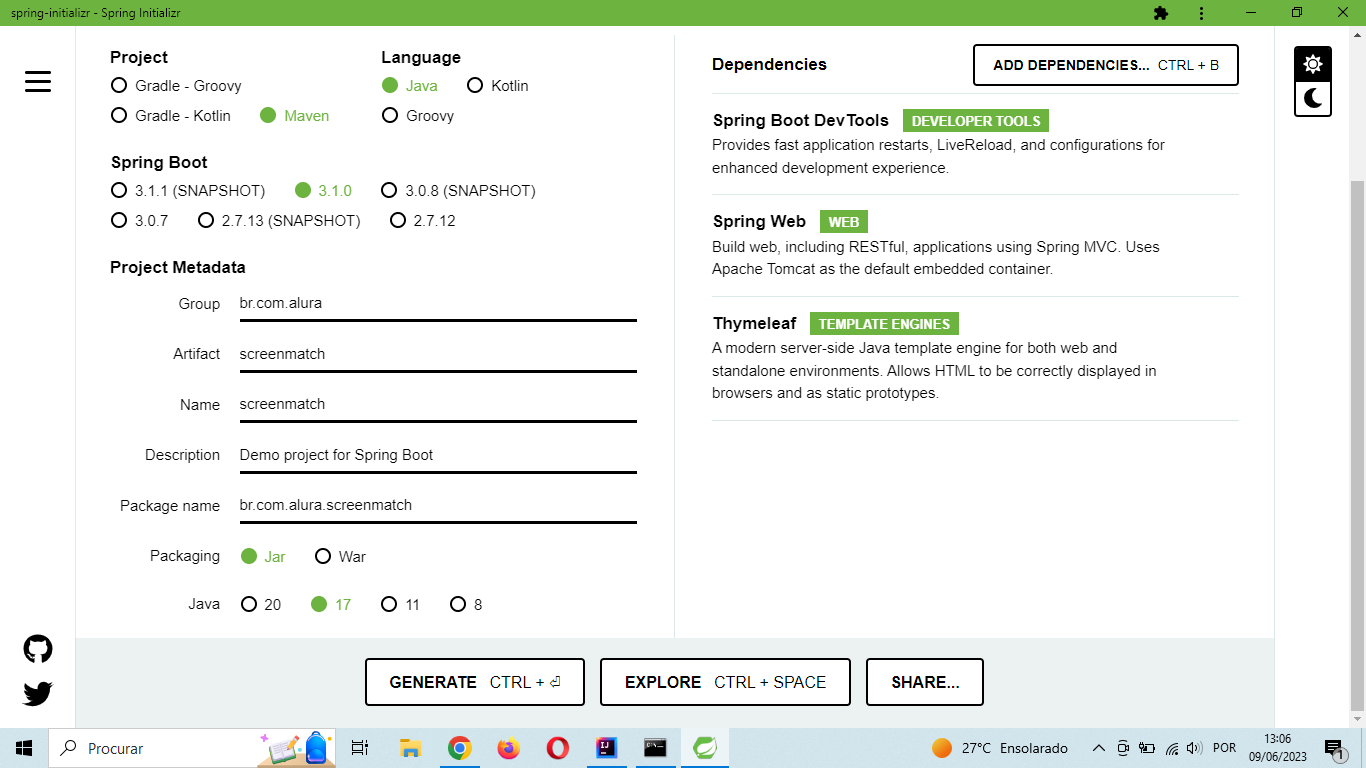 spring-initializr - Spring Initializr
Project
Gradle - Groovy
Gradle - Kotlin Maven
Language
Java Kotlin
Groovy
Spring Boot
3.1.1 (SNAPSHOT) 3.1.0 3.0.8 (SNAPSHOT)
3.0.7 2.7.13 (SNAPSHOT) 2.7.12
Project Metadata
Group br.com.alura
Artifact screenmatch
Name screenmatch
Description Demo project for Spring Boot
Package name br.com.alura.screenmatch
Packaging Jar War
Java 20 17 11 8
Dependencies ADD DEPENDENCIES... CTRL + B
Spring Boot DevTools DEVELOPER TOOLS
Provides fast application restarts, LiveReload, and configurations for
enhanced development experience.
Spring Web WEB
Build web, including RESTful, applications using Spring MVC. Uses
Apache Tomcat as the default embedded container.
Thymeleaf TEMPLATE ENGINES
A modern server-side Java template engine for both web and
standalone environments. Allows HTML to be correctly displayed in
browsers and as static prototypes.
GENERATE CTRL + ⏎ EXPLORE CTRL + SPACE SHARE...
Procurar
27°C Ensolarado
POR
13:06
09/06/2023
1